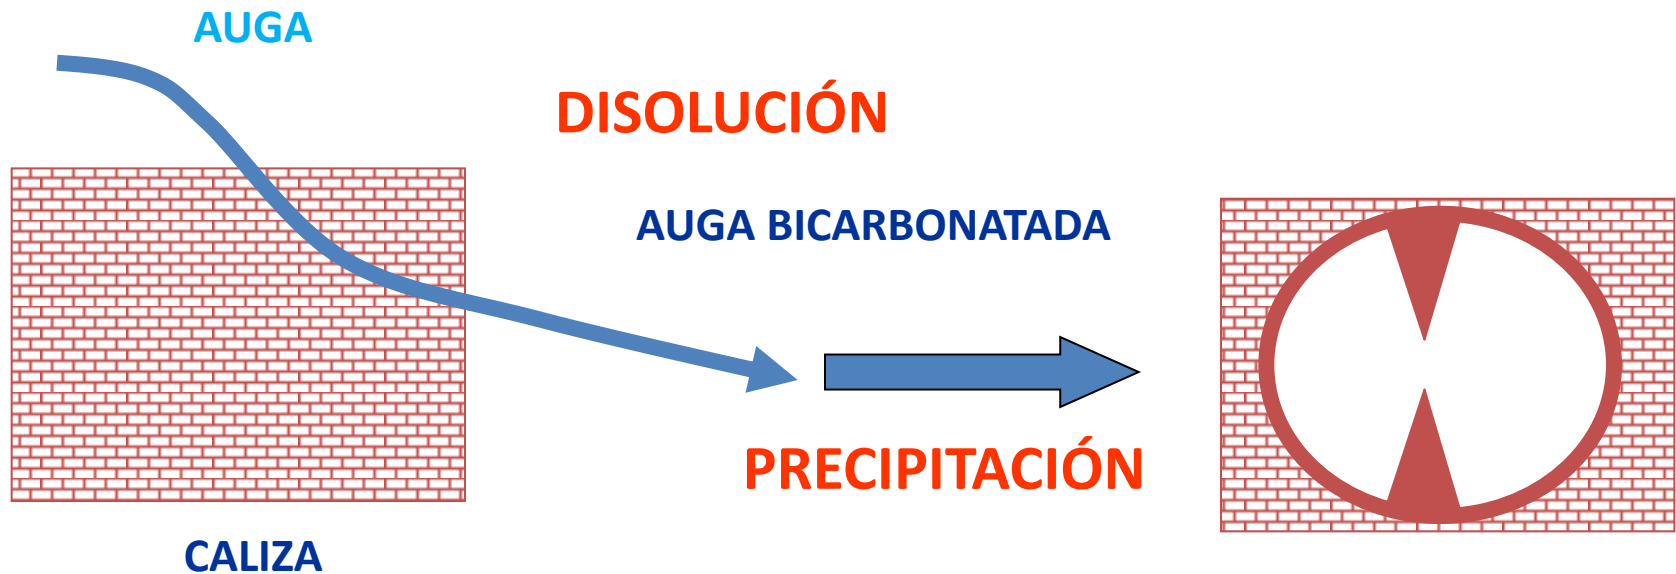 AUGA
DISOLUCIÓN
AUGA BICARBONATADA
PRECIPITACIÓN
CALIZA